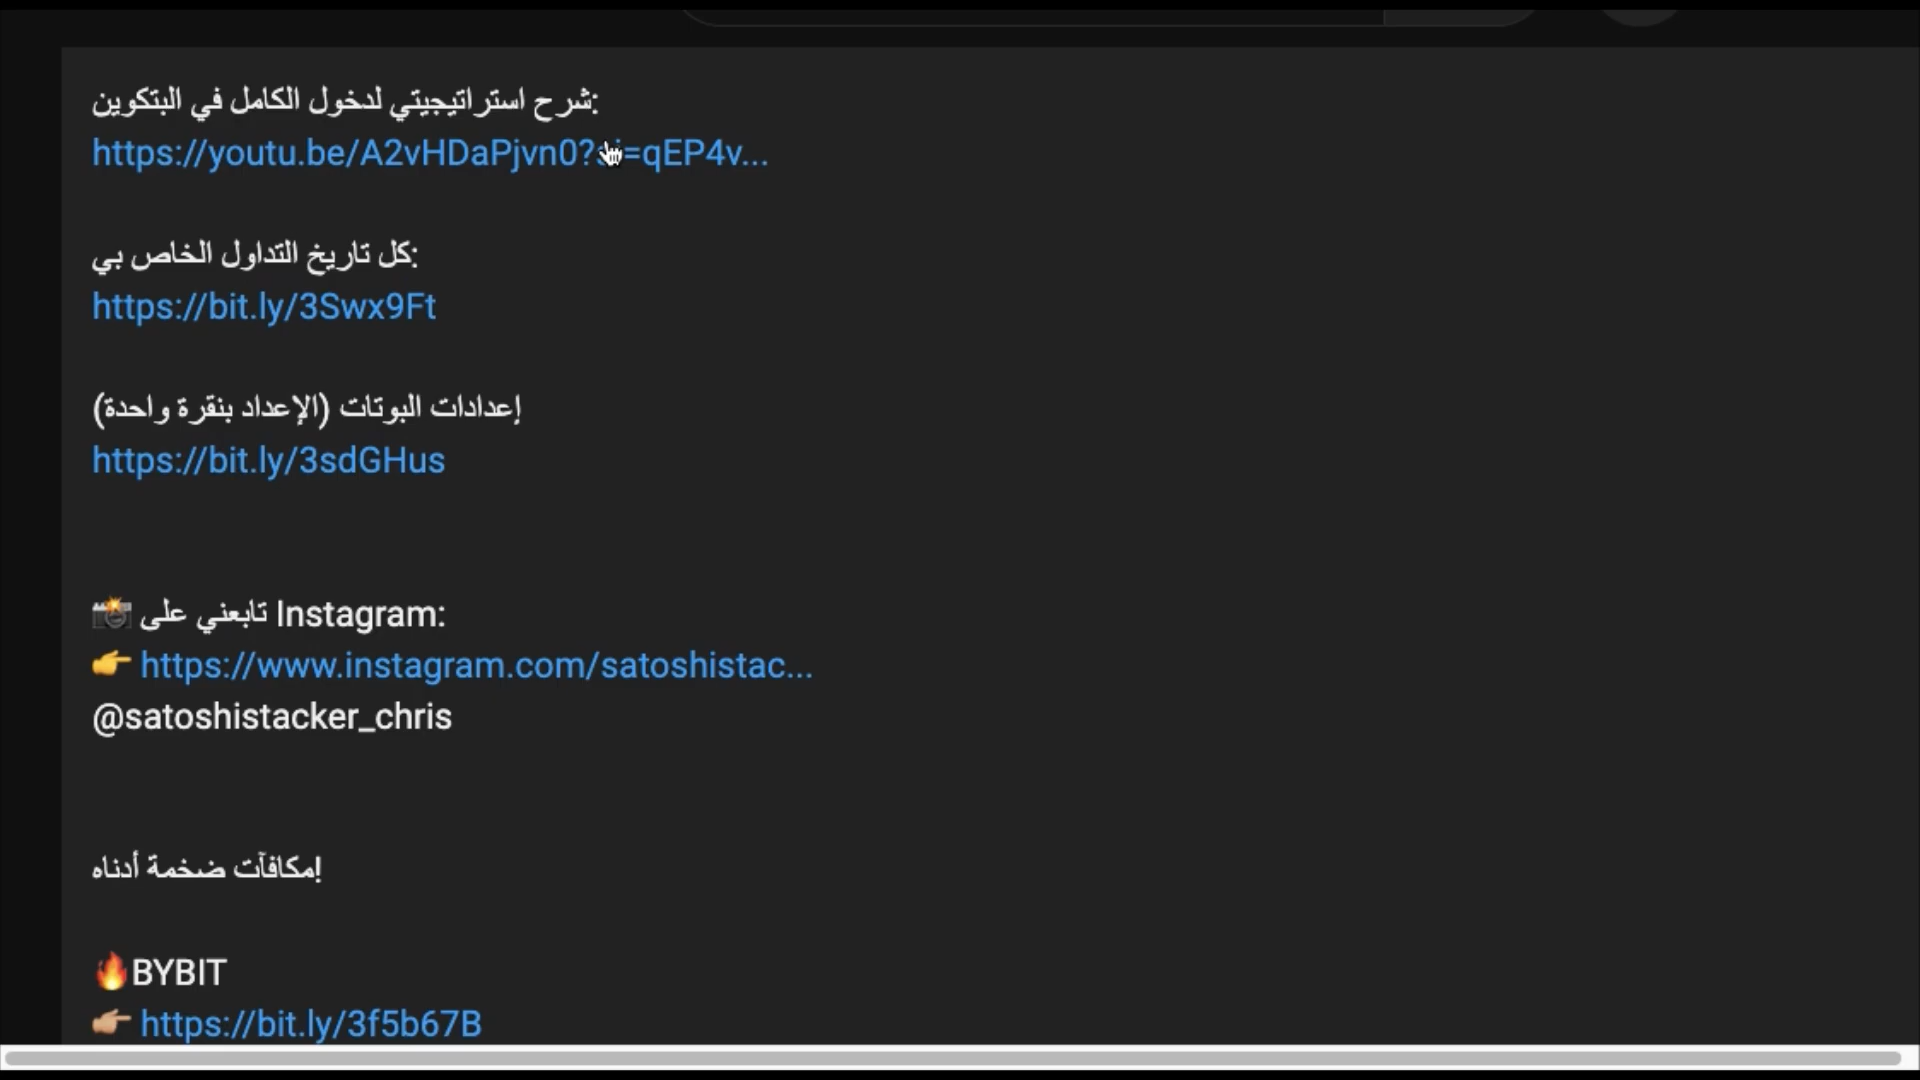 شرح استراتيجيتي لدخول الكامل في البتكوين:
https://youtu.be/A2vHDaPjvn0?si=qEP4v...
كل تاريخ التداول الخاص بي:
https://bit.ly/3Swx9Ft
إعدادات البوتات (الإعداد بنقرة واحدة)
https://bit.ly/3sdGHus
📸 تابعني على Instagram:
👉 https://www.instagram.com/satoshistac...
@satoshistacker_chris
مكافآت ضخمة أدناه!
🔥BYBIT
👉🏼 https://bit.ly/3f5b67B